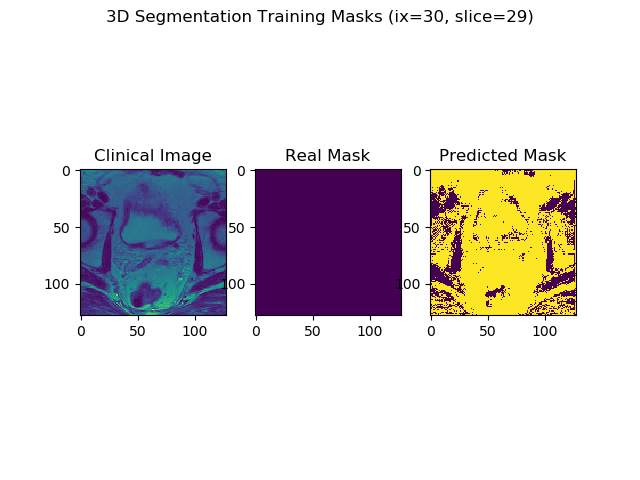 3D Segmentation Training Masks (ix=30, slice=29)
Clinical Image Real Mask Predicted Mask
0 0 0
50 50 50
100 100 100
0 50 100 0 50 100 0 50 100